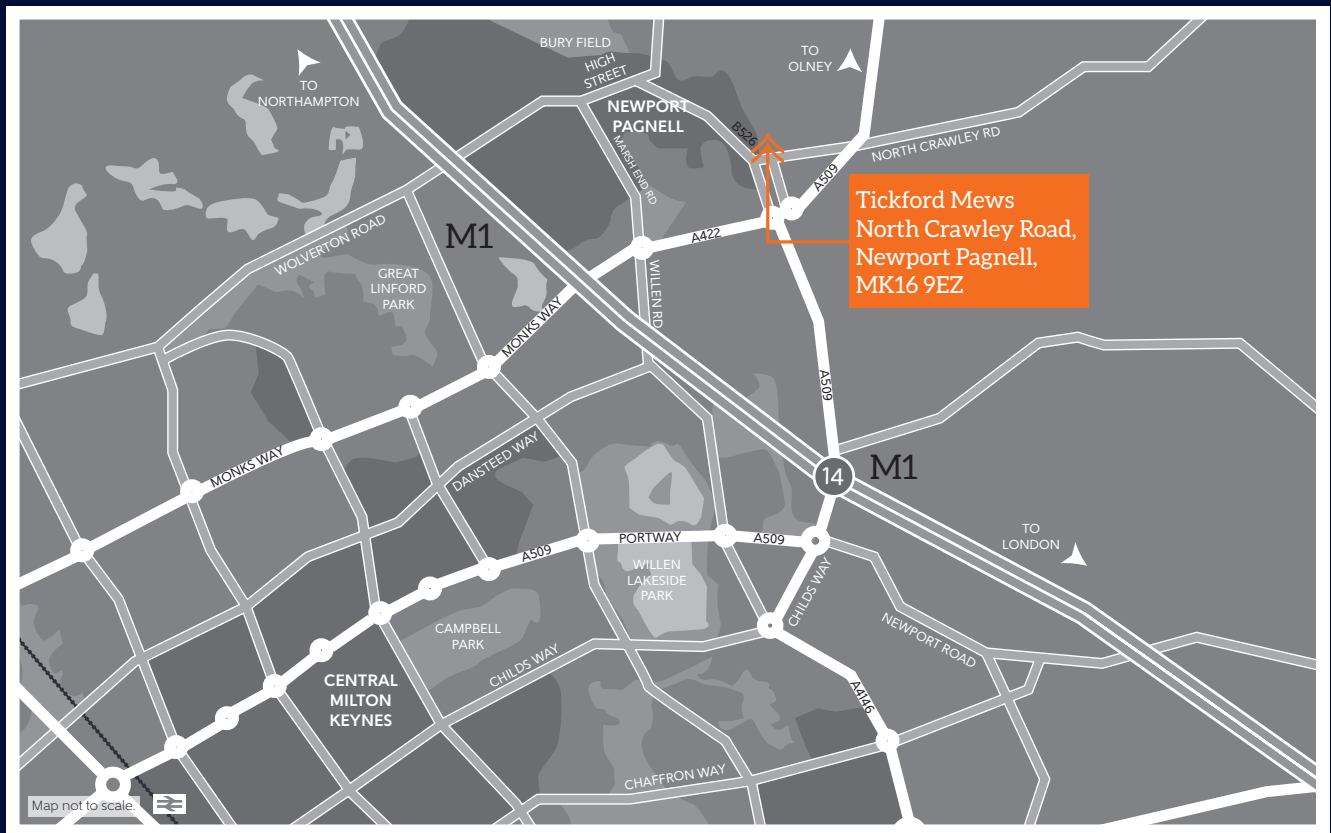 BURY FIELD
HIGH
STREET
TO
OLNEY
TO
NORTHAMPTON
NEWPORT
PAGNELL
B526
NORTH CRAWLEY RD
MARSH END RD
A509
Tickford Mews
North Crawley Road,
Newport Pagnell,
MK16 9EZ
WOLVERTON ROAD
M1
A422
GREAT
LINFORD
PARK
WILLEN RD
MONKS WAY
A509
MONKS WAY
DANSTEED WAY
14
M1
TO
LONDON
A509
PORTWAY
A509
WILLEN
LAKESIDE
PARK
CHILDS WAY
CAMPBELL
PARK
NEWPORT ROAD
CHILDS WAY
CENTRAL
MILTON
KEYNES
A4146
CHAFFRON WAY
Map not to scale.